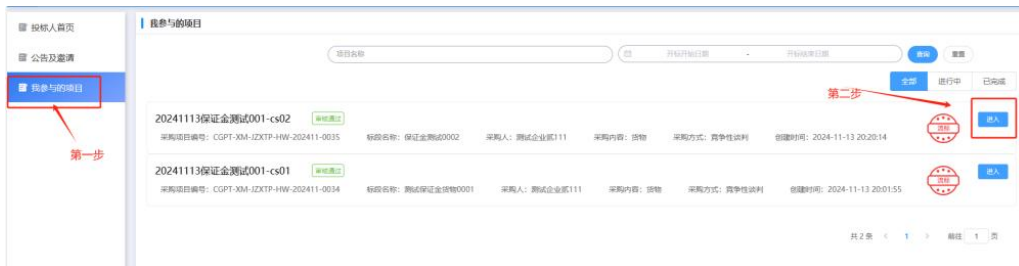 投标人首页
公告及邀请
我参与的项目
第一步
我参与的项目
项目名称 开标开始日期 - 开标结束日期 查询 重置
全部 进行中 已完成
第二步
20241113保证金测试001-cs02 审核通过
采购项目编号：CGPT-XM-JZXTP-HW-202411-0035 标段名称：保证金测试0002 采购人：测试企业贰111 采购内容：货物 采购方式：竞争性谈判 创建时间：2024-11-13 20:20:14 流标 进入
20241113保证金测试001-cs01 审核通过
采购项目编号：CGPT-XM-JZXTP-HW-202411-0034 标段名称：测试保证金货物0001 采购人：测试企业贰111 采购内容：货物 采购方式：竞争性谈判 创建时间：2024-11-13 20:01:55 流标 进入
共 2 条 < 1 > 前往 1 页